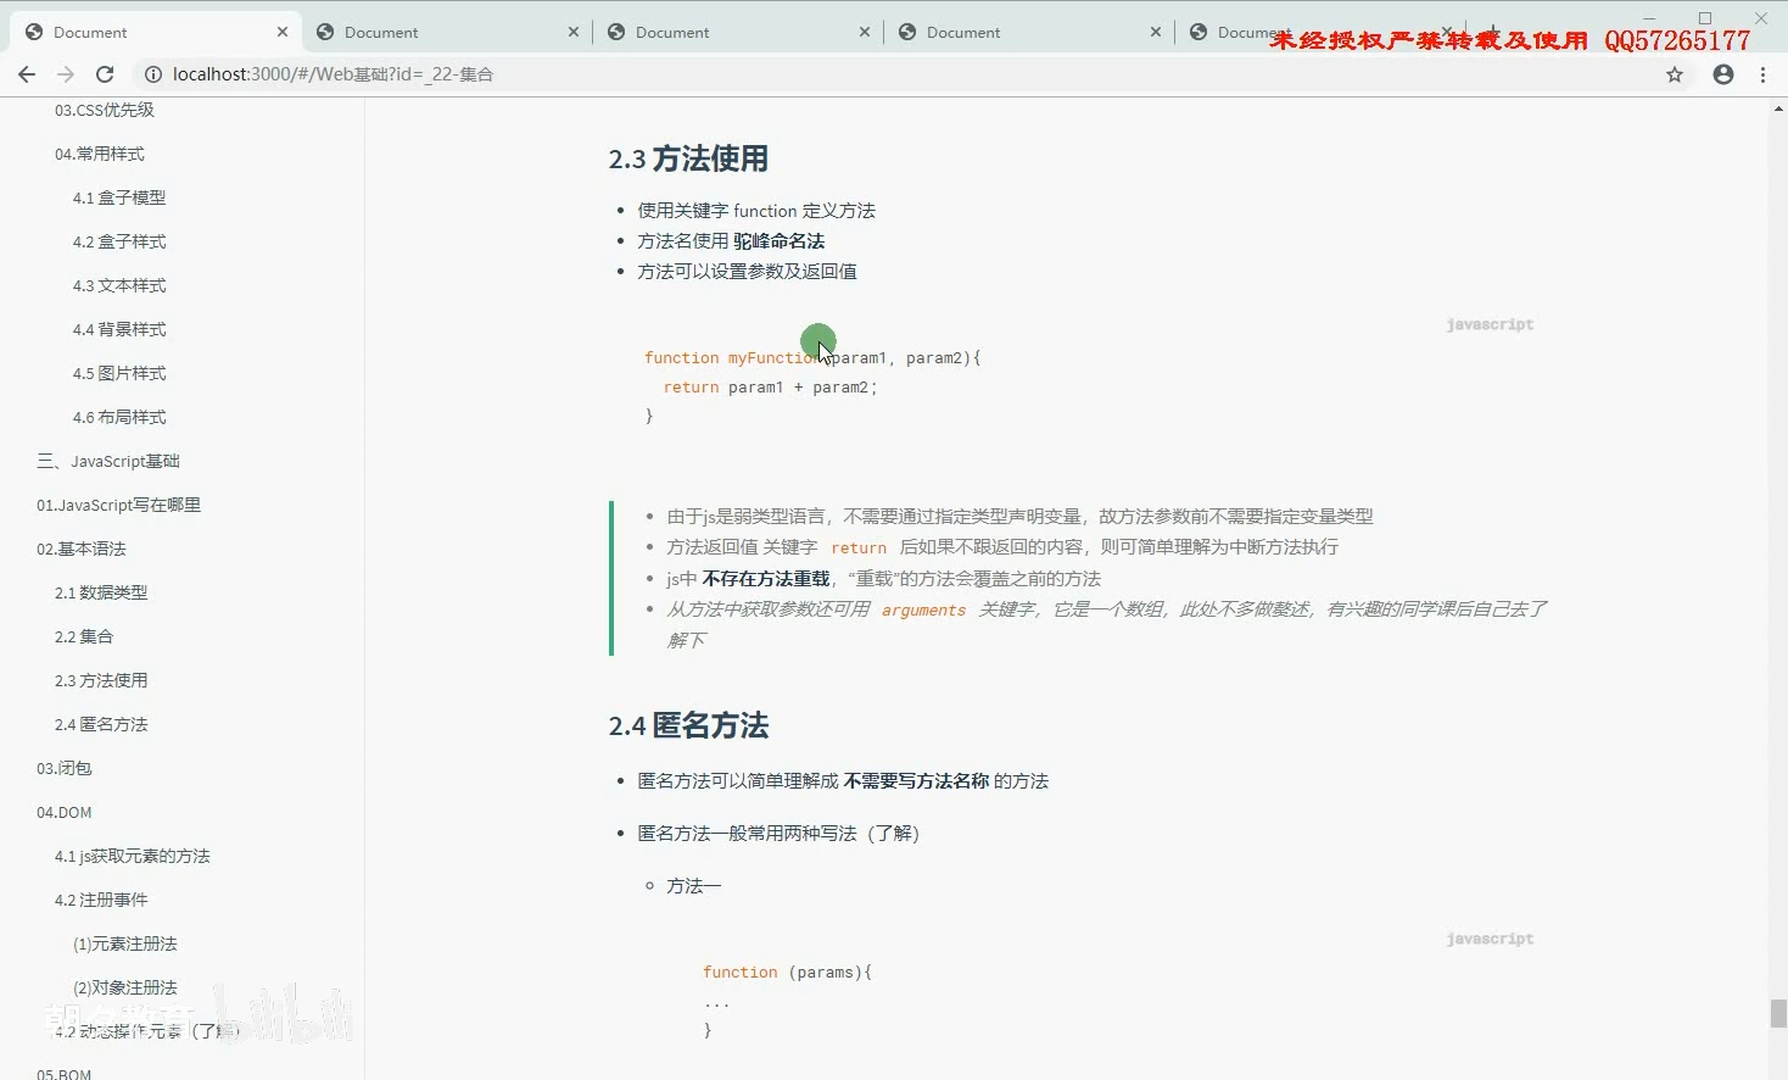 Document
Document
Document
Document
Document
未经授权严禁转载及使用 QQ57265177
localhost:3000/#/Web基础?id=_22-集合
03.CSS优先级
04.常用样式
4.1 盒子模型
4.2 盒子样式
4.3 文本样式
4.4 背景样式
4.5 图片样式
4.6 布局样式
三、JavaScript基础
01.JavaScript写在哪里
02.基本语法
2.1 数据类型
2.2 集合
2.3 方法使用
2.4 匿名方法
03.闭包
04.DOM
4.1 js获取元素的方法
4.2 注册事件
(1)元素注册法
(2)对象注册法
4.2 动态操作元素（了解）
05.BOM
朝夕教育 bilibili
2.3 方法使用
使用关键字 function 定义方法
方法名使用 驼峰命名法
方法可以设置参数及返回值
javascript
function myFunction(param1, param2){
return param1 + param2;
}
由于js是弱类型语言，不需要通过指定类型声明变量，故方法参数前不需要指定变量类型
方法返回值 关键字 return 后如果不跟返回的内容，则可简单理解为中断方法执行
js中 不存在方法重载，“重载”的方法会覆盖之前的方法
从方法中获取参数还可用 arguments 关键字，它是一个数组，此处不多做整述，有兴趣的同学课后自己去了
解下
2.4 匿名方法
匿名方法可以简单理解成 不需要写方法名称 的方法
匿名方法一般常用两种写法（了解）
方法一
javascript
function (params){
...
}